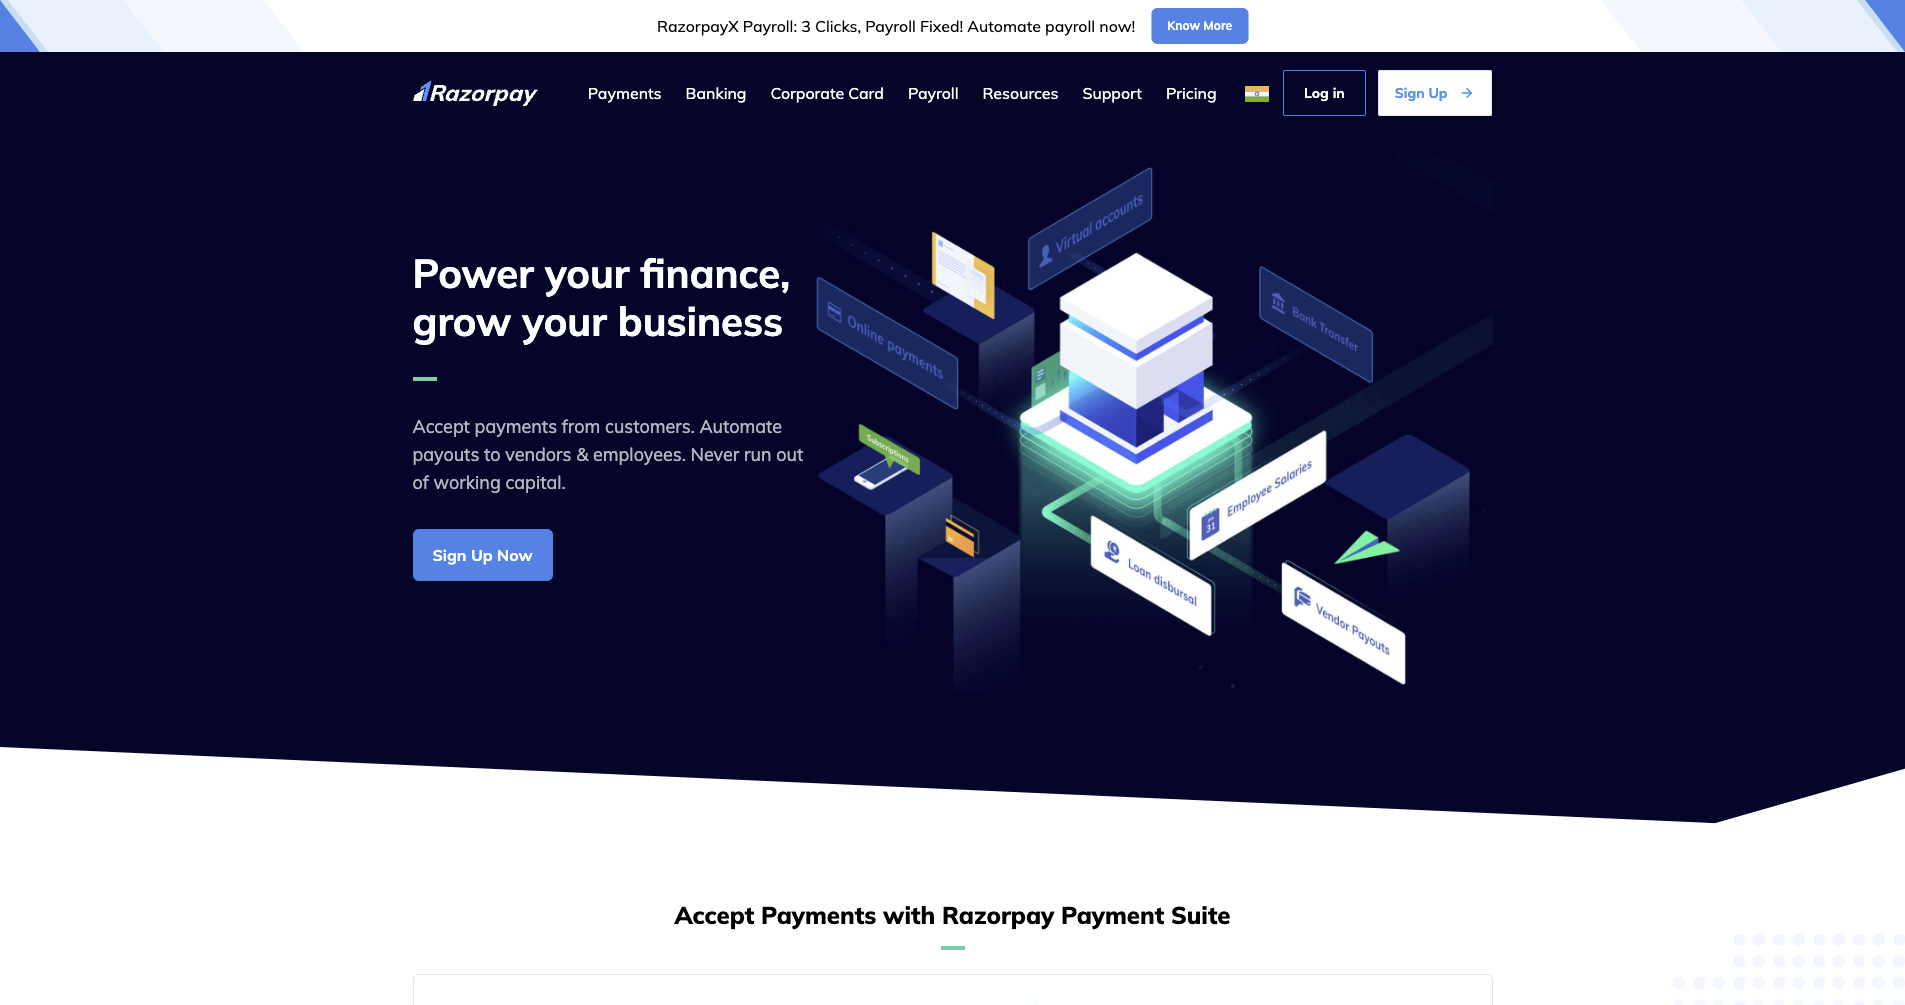 RazorpayX Payroll: 3 Clicks, Payroll Fixed! Automate payroll now!
Know More
Razorpay
Payments
Banking
Corporate Card
Payroll
Resources
Support
Pricing
Log in
Sign Up
Power your finance,
grow your business
Accept payments from customers. Automate
payouts to vendors & employees. Never run out
of working capital.
Sign Up Now
Virtual accounts
Online payments
Bank Transfer
Subscriptions
Employee Salaries
31
Loan disbursal
Vendor Payouts
Accept Payments with Razorpay Payment Suite